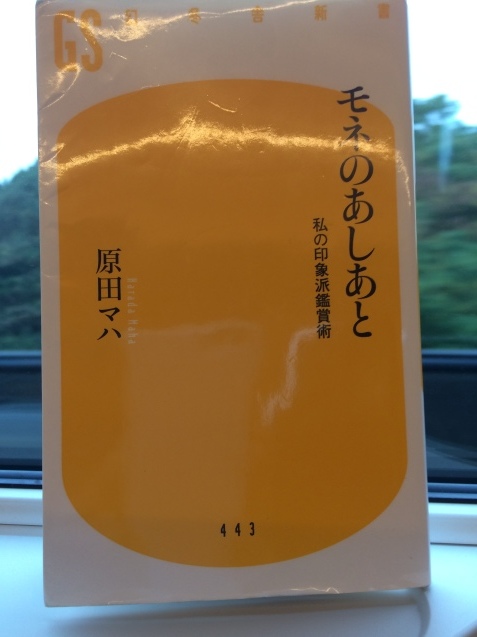 GS 幻冬舎新書
モネのあしあと
私の印象派鑑賞術
原田マハ
Harada Maha
443